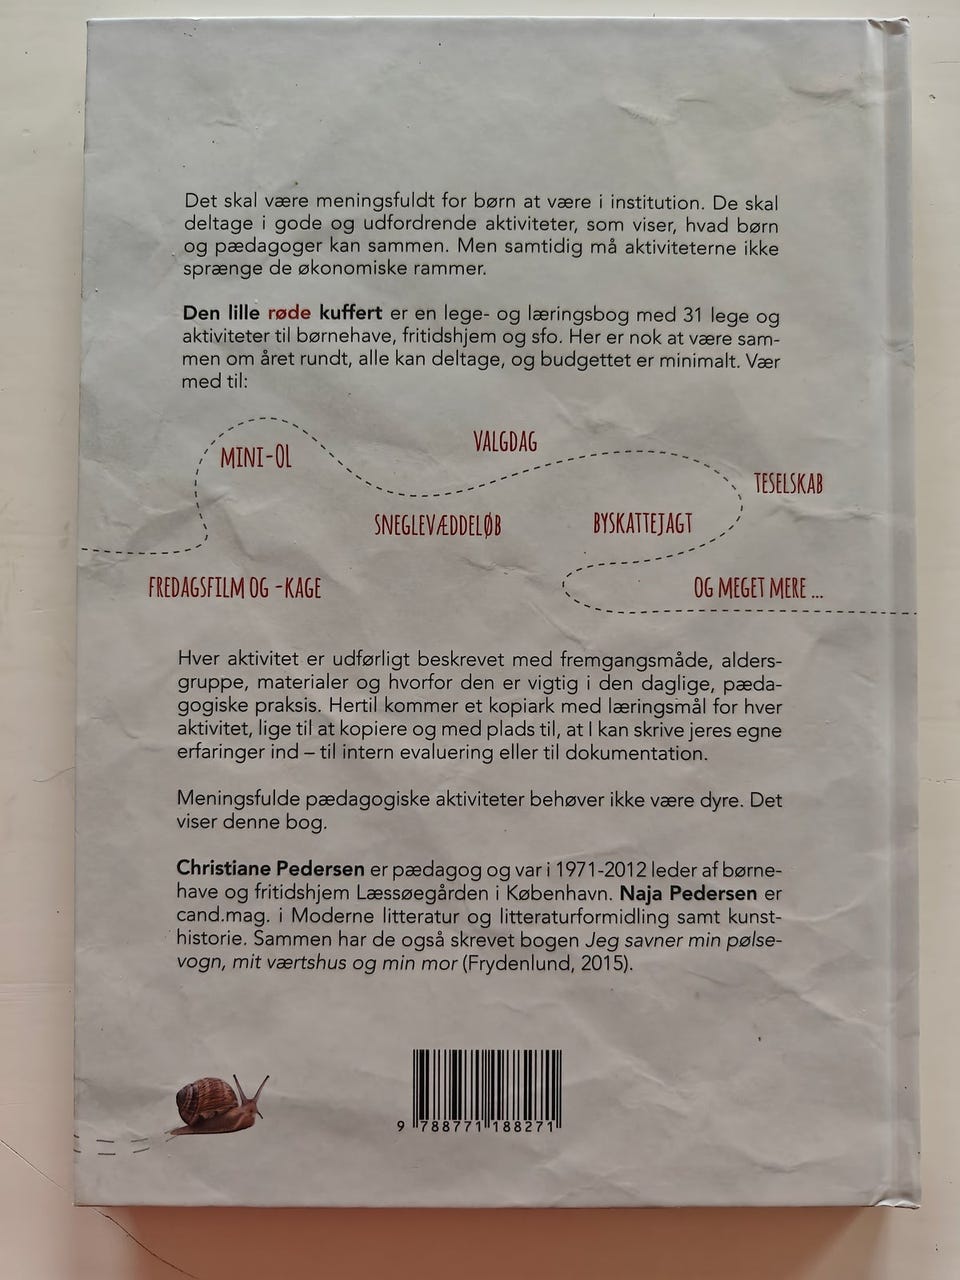 Det skal være meningsfuldt for børn at være i institution. De skal
deltage i gode og udfordrende aktiviteter, som viser, hvad børn
og pædagoger kan sammen. Men samtidig må aktiviteterne ikke
sprænge de økonomiske rammer.
Den lille røde kuffert er en lege- og læringsbog med 31 lege og
aktiviteter til børnehave, fritidshjem og sfo. Her er nok at være sam-
men om året rundt, alle kan deltage, og budgettet er minimalt. Vær
med til:
MINI-OL
VALGDAG
TESELSKAB
SNEGLEVÆDDELØB
BYSKATTEJAGT
FREDAGSFILM OG -KAGE
OG MEGET MERE ...
Hver aktivitet er udførligt beskrevet med fremgangsmåde, alders-
gruppe, materialer og hvorfor den er vigtig i den daglige, pæda-
gogiske praksis. Hertil kommer et kopiark med læringsmål for hver
aktivitet, lige til at kopiere og med plads til, at I kan skrive jeres egne
erfaringer ind – til intern evaluering eller til dokumentation.
Meningsfulde pædagogiske aktiviteter behøver ikke være dyre. Det
viser denne bog.
Christiane Pedersen er pædagog og var i 1971-2012 leder af børne-
have og fritidshjem Læssøegården i København. Naja Pedersen er
cand.mag. i Moderne litteratur og litteraturformidling samt kunst-
historie. Sammen har de også skrevet bogen Jeg savner min pølse-
vogn, mit værtshus og min mor (Frydenlund, 2015).
9 788771 188271